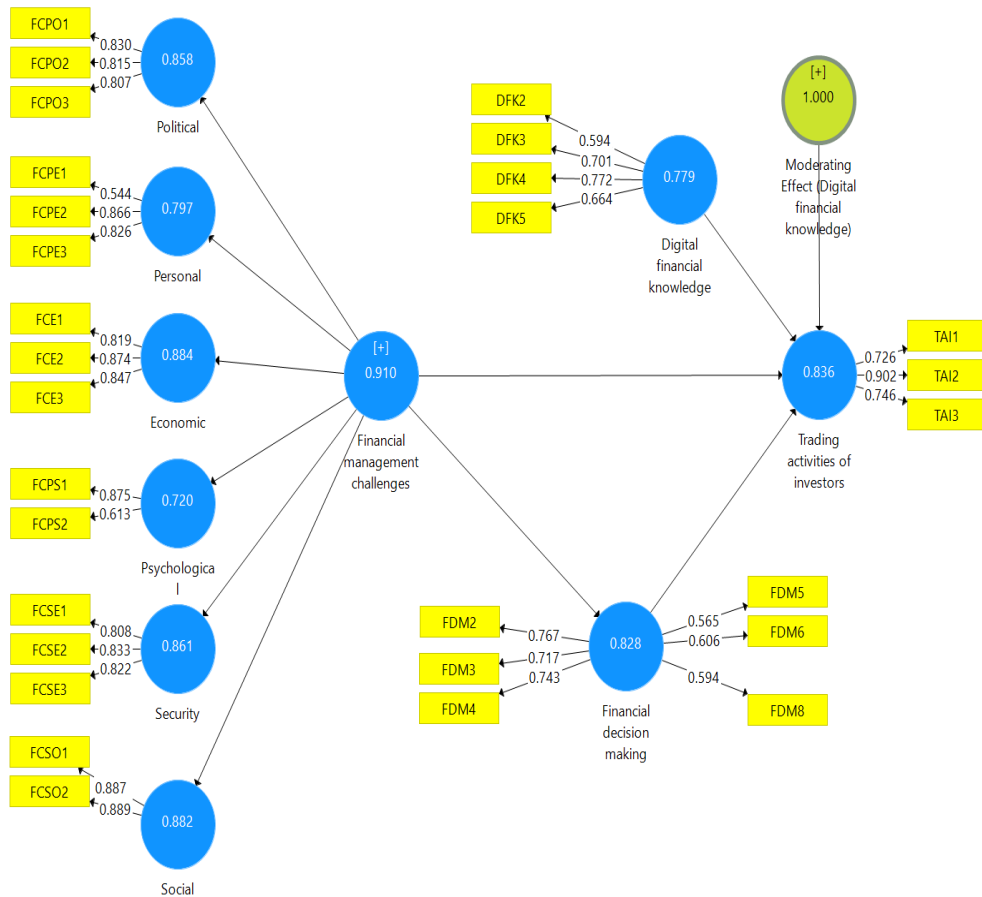 FCPO1
FCPO2
FCPO3
0.830
0.815
0.807
0.858
Political
FCPE1
FCPE2
FCPE3
0.544
0.866
0.826
0.797
Personal
FCE1
FCE2
FCE3
0.819
0.874
0.847
0.884
Economic
FCPS1
FCPS2
0.875
0.613
0.720
Psychologica
l
FCSE1
FCSE2
FCSE3
0.808
0.833
0.822
0.861
Security
FCSO1
FCSO2
0.887
0.889
0.882
Social
[+]
0.910
Financial
management
challenges
DFK2
DFK3
DFK4
DFK5
0.594
0.701
0.772
0.664
0.779
Digital
financial
knowledge
[+]
1.000
Moderating
Effect (Digital
financial
knowledge)
0.836
Trading
activities of
investors
0.726
0.902
0.746
TAI1
TAI2
TAI3
FDM2
FDM3
FDM4
0.767
0.717
0.743
0.828
Financial
decision
making
0.565
0.606
0.594
FDM5
FDM6
FDM8